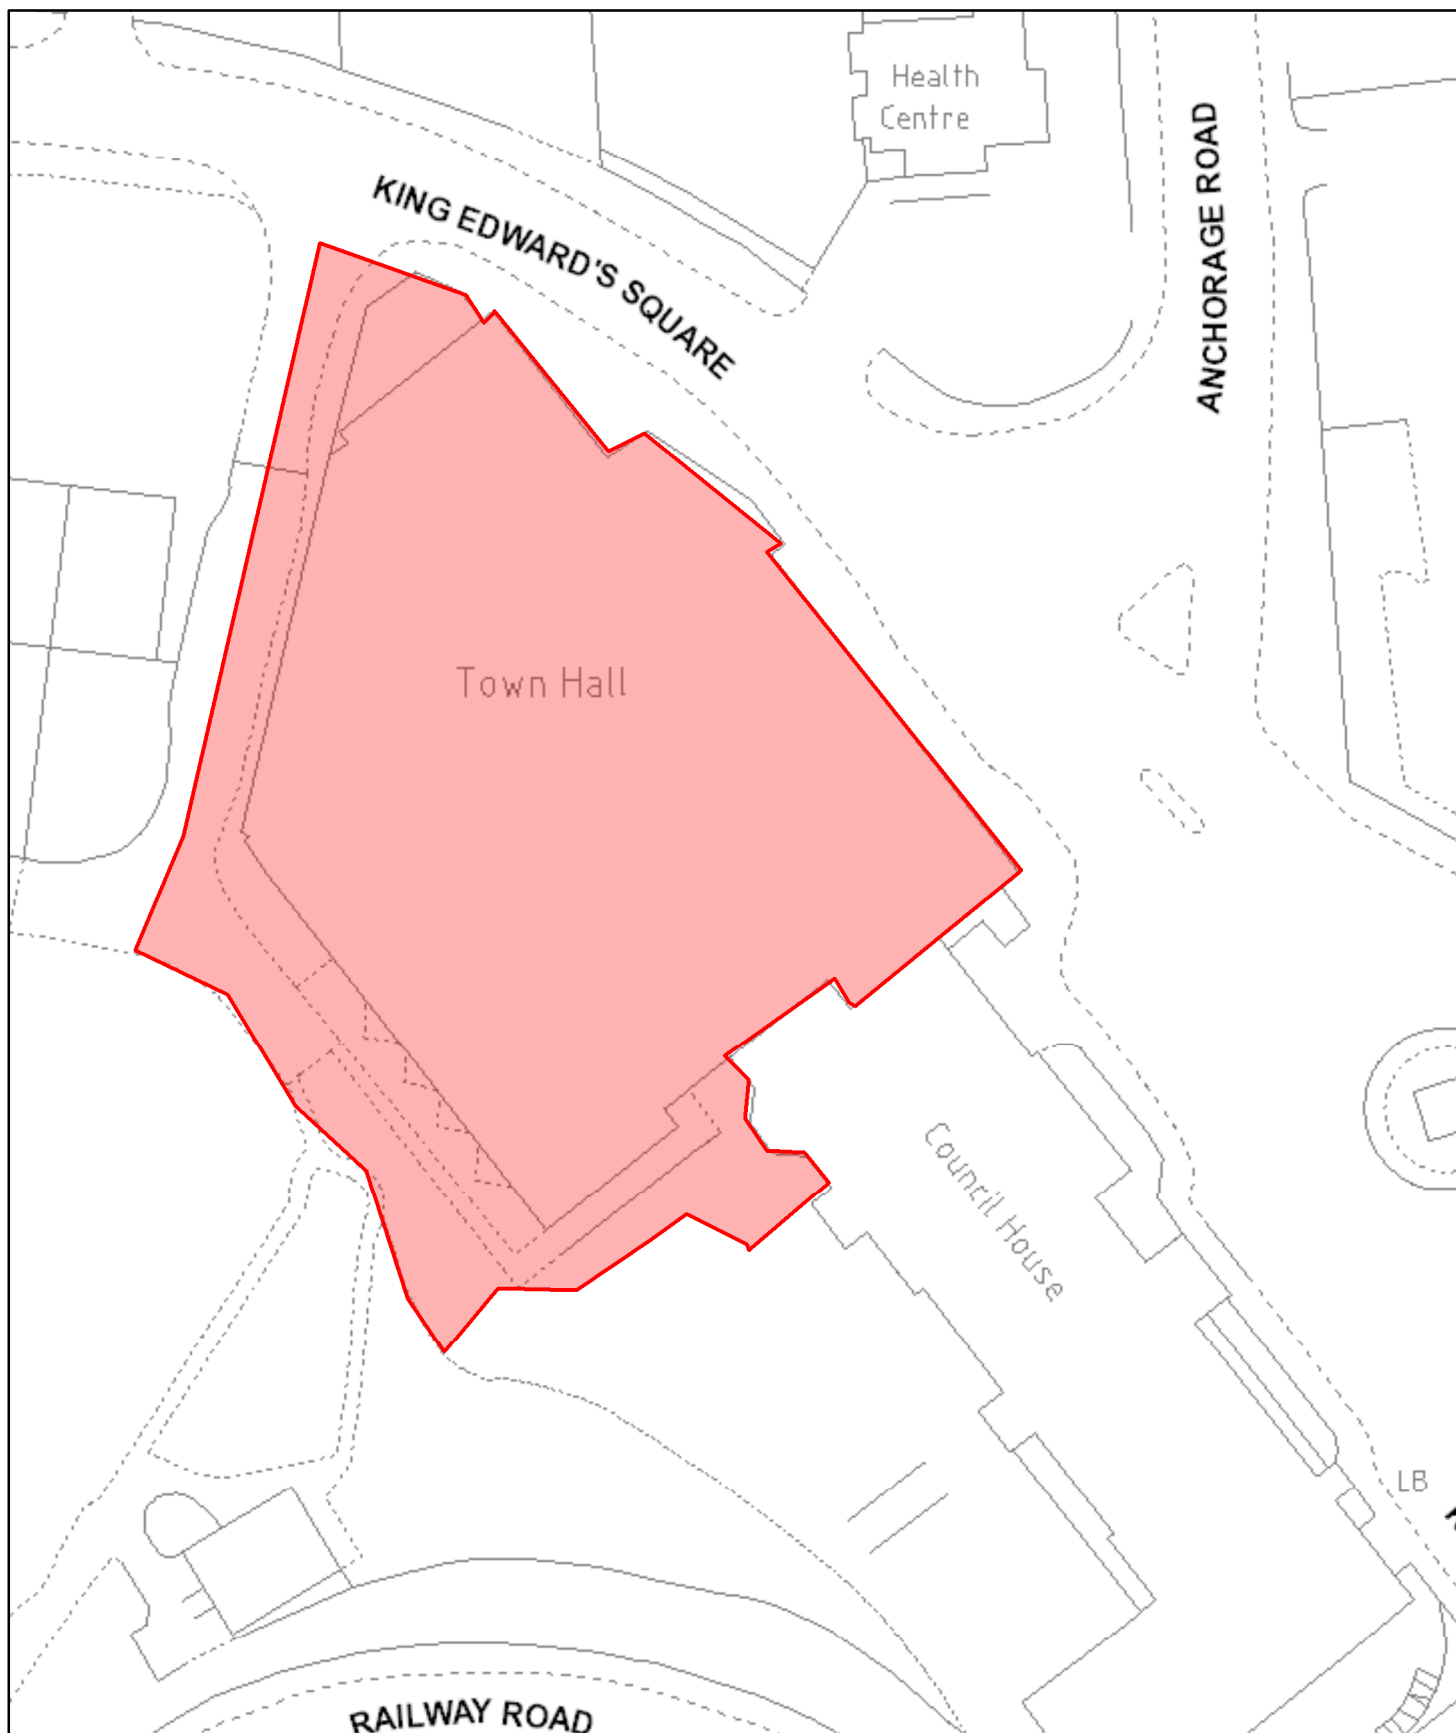 Health
Centre
KING EDWARD'S SQUARE
ANCHORAGE ROAD
Town Hall
Council House
LB
RAILWAY ROAD